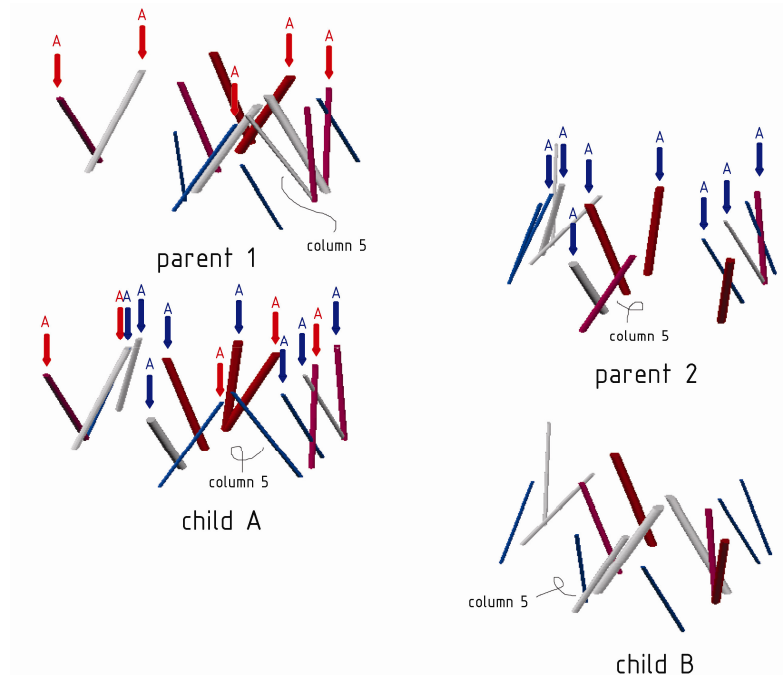 A A A A A
parent 1
column 5
A A A A A A A A
column 5
parent 2
A A A A A A A A A A A A A
column 5
child A
column 5
child B